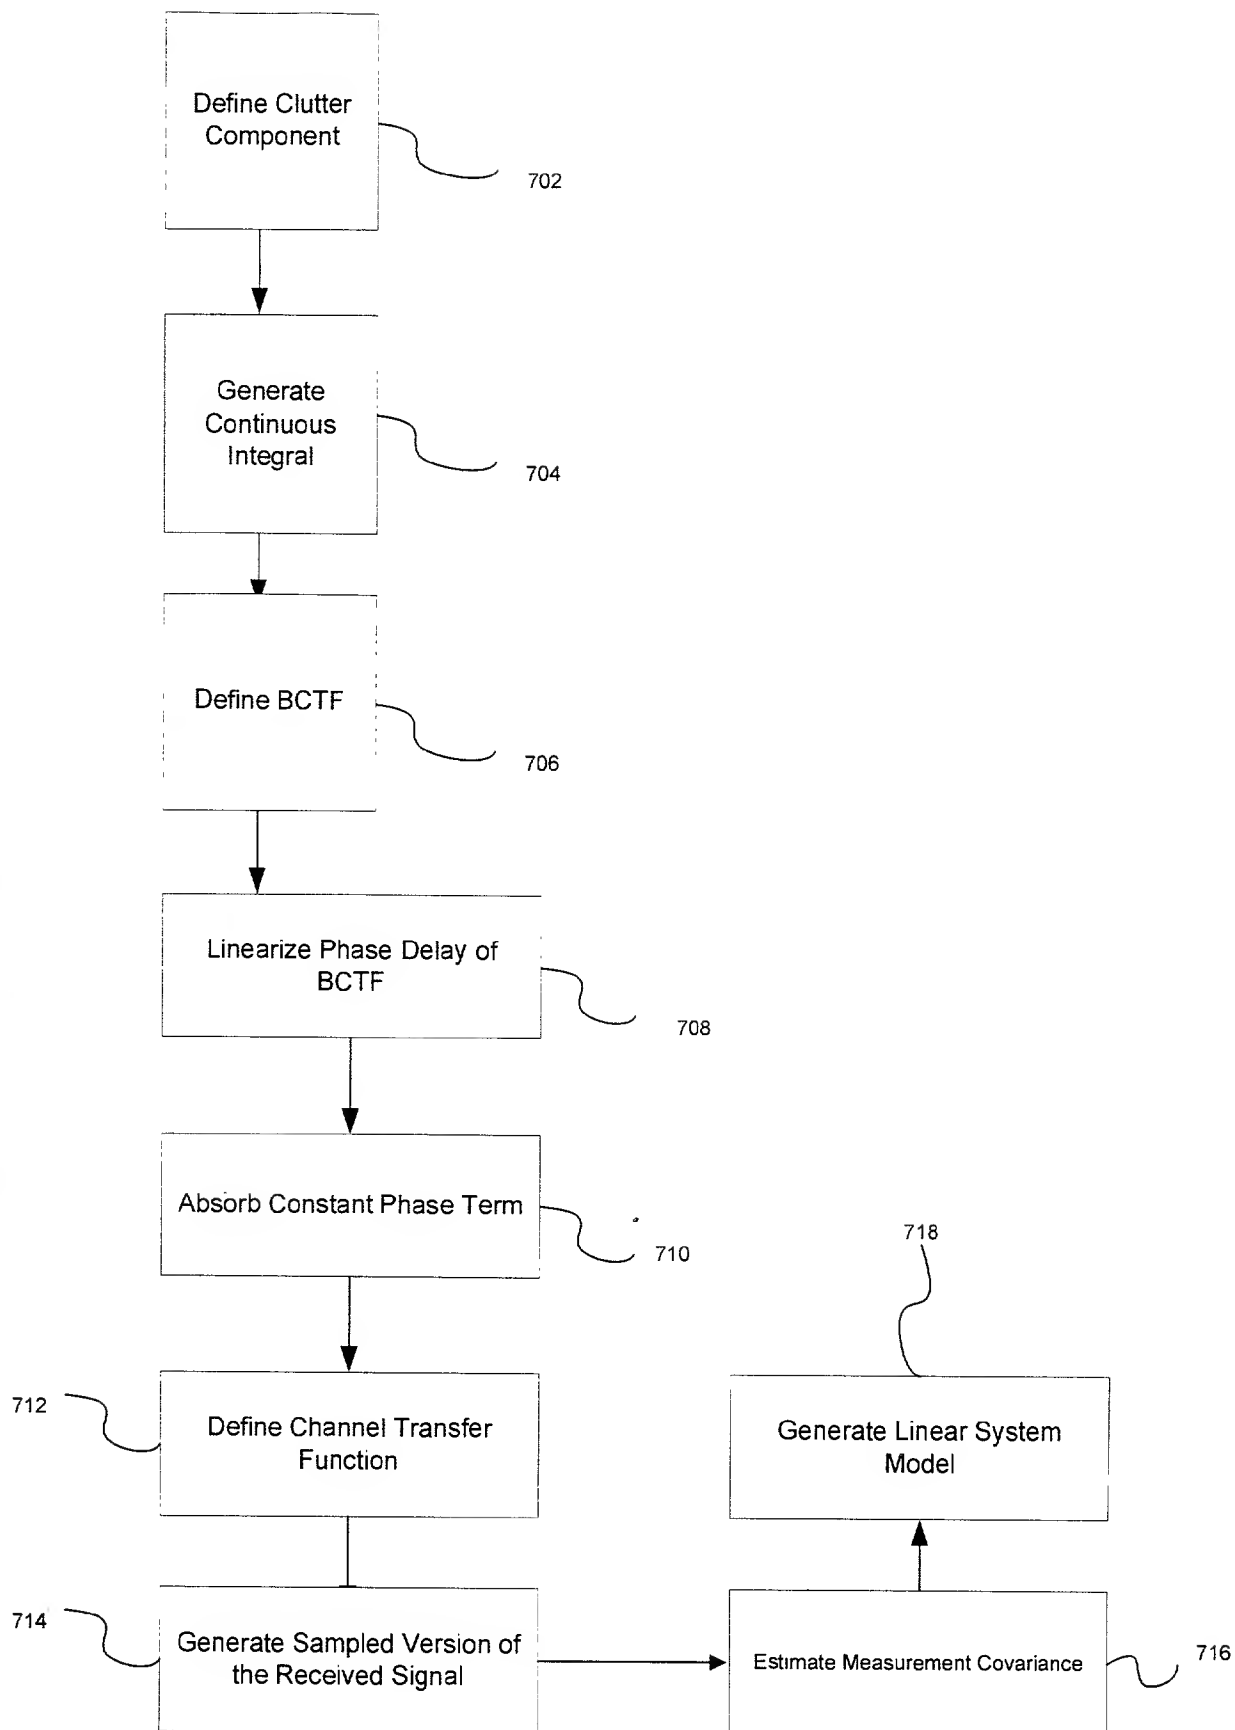 Define Clutter
Component
702
Generate
Continuous
Integral
704
Define BCTF
706
Linearize Phase Delay of
BCTF
708
Absorb Constant Phase Term
710
718
712
Define Channel Transfer
Function
Generate Linear System
Model
714
Generate Sampled Version of
the Received Signal
Estimate Measurement Covariance
716